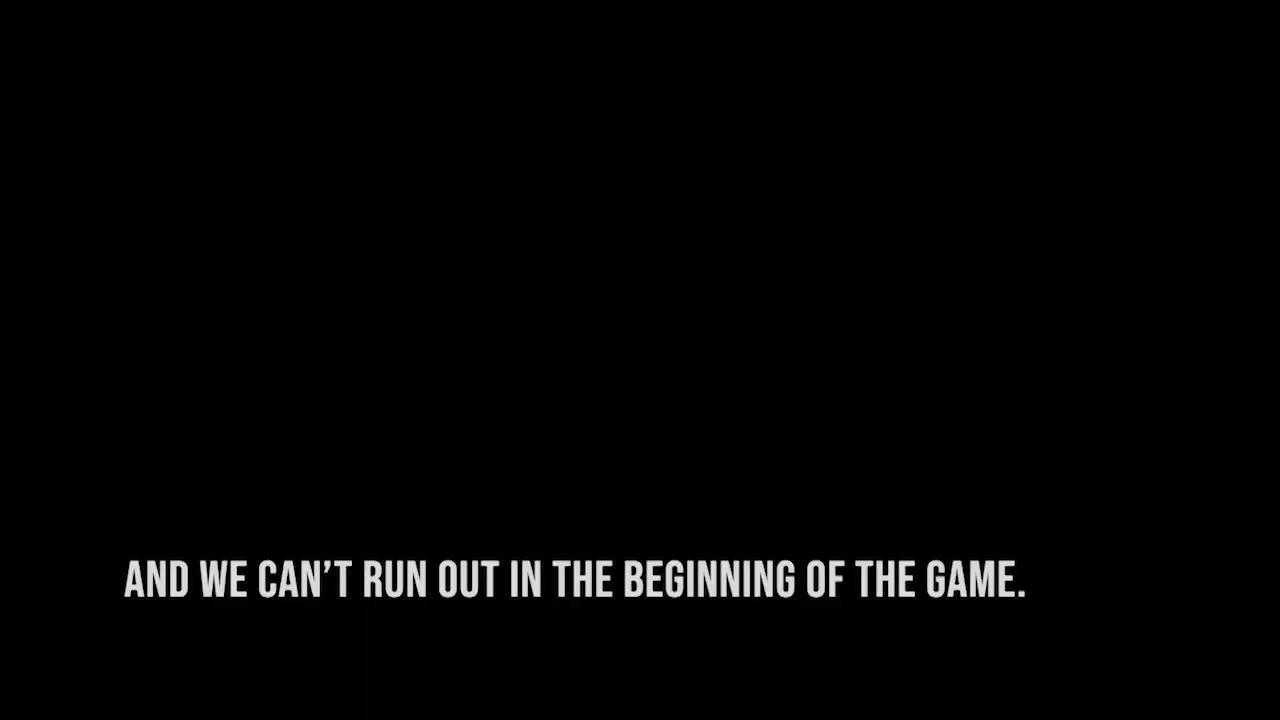 AND WE CAN’T RUN OUT IN THE BEGINNING OF THE GAME.